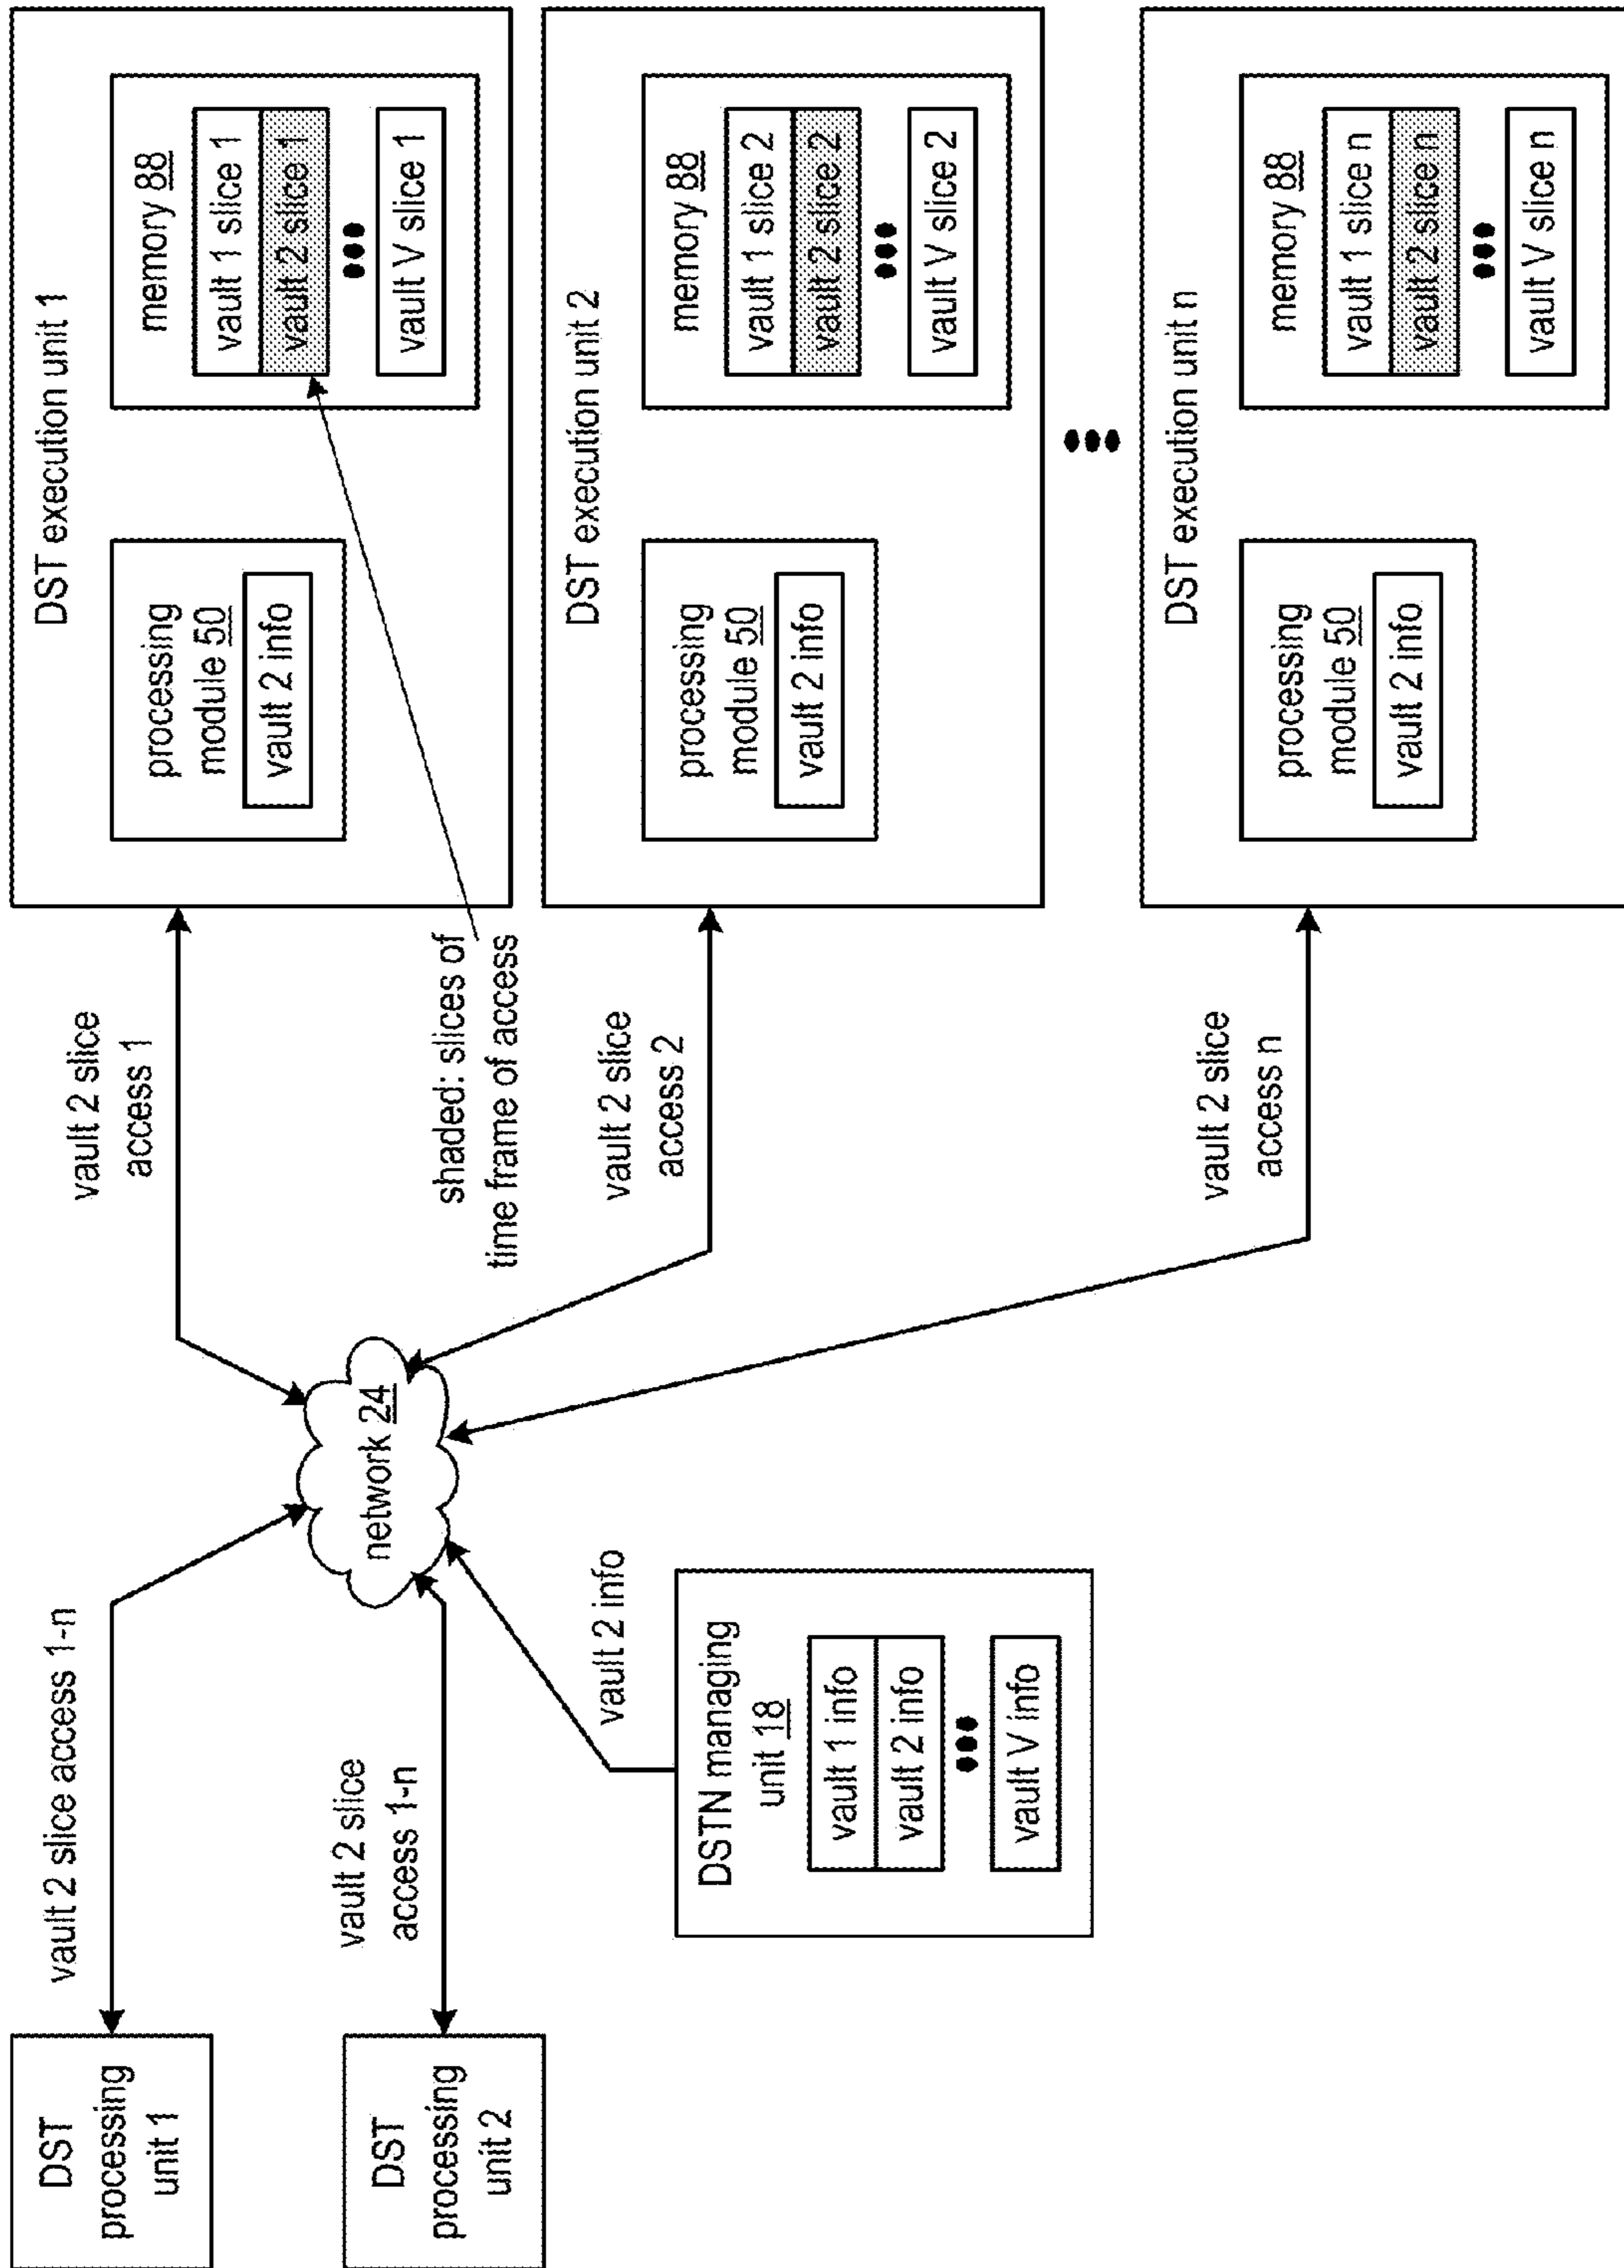 DST
processing
unit 1
vault 2 slice access 1-n
DST
processing
unit 2
vault 2 slice
access 1-n
DSTN managing
unit 18
vault 1 info
vault 2 info
vault V info
vault 2 info
network 24
vault 2 slice
access 1
shaded: slices of
time frame of access
vault 2 slice
access 2
vault 2 slice
access n
DST execution unit 1
processing
module 50
vault 2 info
memory 88
vault 1 slice 1
vault 2 slice 1
vault V slice 1
DST execution unit 2
processing
module 50
vault 2 info
memory 88
vault 1 slice 2
vault 2 slice 2
vault V slice 2
DST execution unit n
processing
module 50
vault 2 info
memory 88
vault 1 slice n
vault 2 slice n
vault V slice n